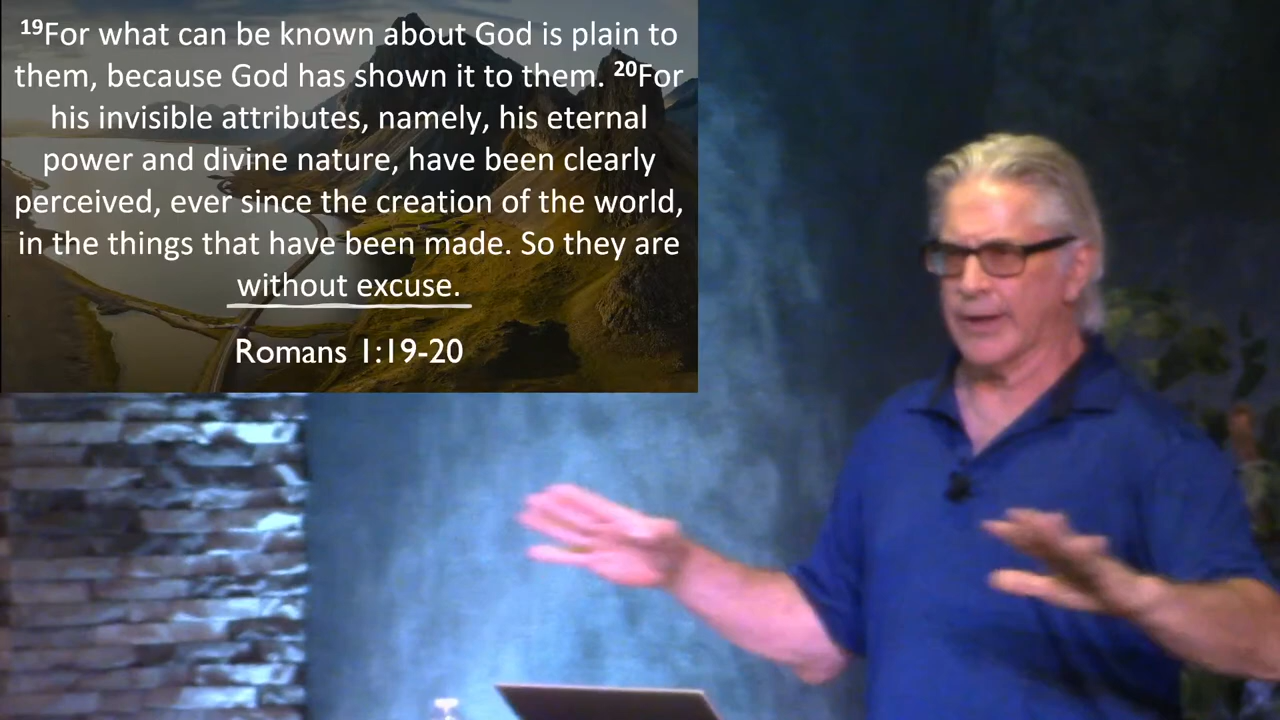 ¹⁹For what can be known about God is plain to
them, because God has shown it to them. ²⁰For
his invisible attributes, namely, his eternal
power and divine nature, have been clearly
perceived, ever since the creation of the world,
in the things that have been made. So they are
without excuse.
Romans 1:19-20